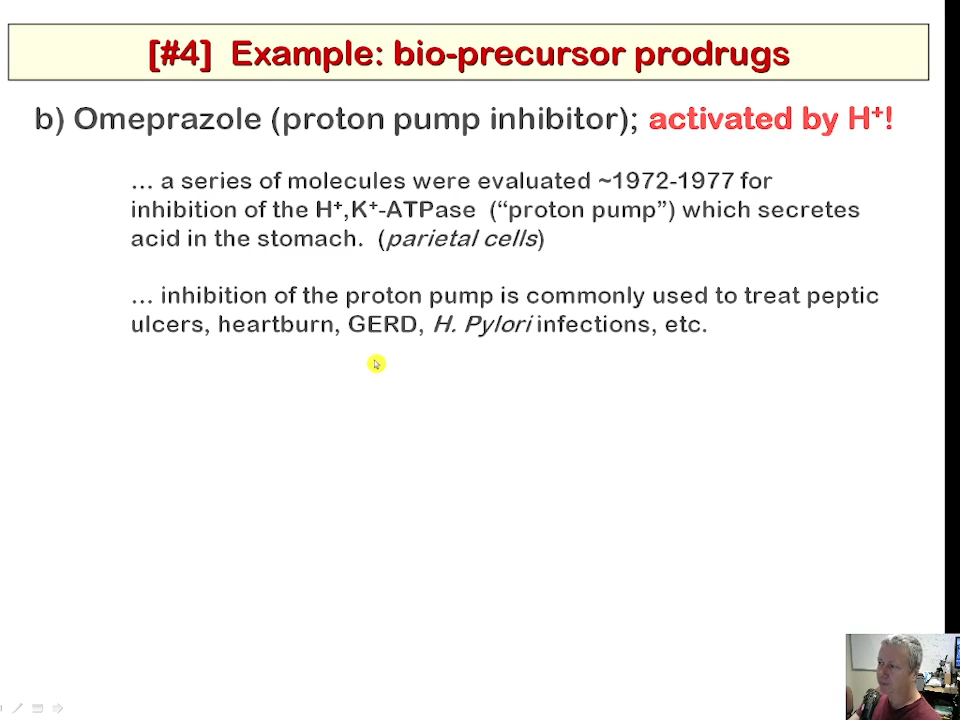 [#4] Example: bio-precursor prodrugs
b) Omeprazole (proton pump inhibitor); activated by H⁺!
... a series of molecules were evaluated ~1972-1977 for
inhibition of the H⁺,K⁺-ATPase (“proton pump”) which secretes
acid in the stomach. (parietal cells)
... inhibition of the proton pump is commonly used to treat peptic
ulcers, heartburn, GERD, H. Pylori infections, etc.